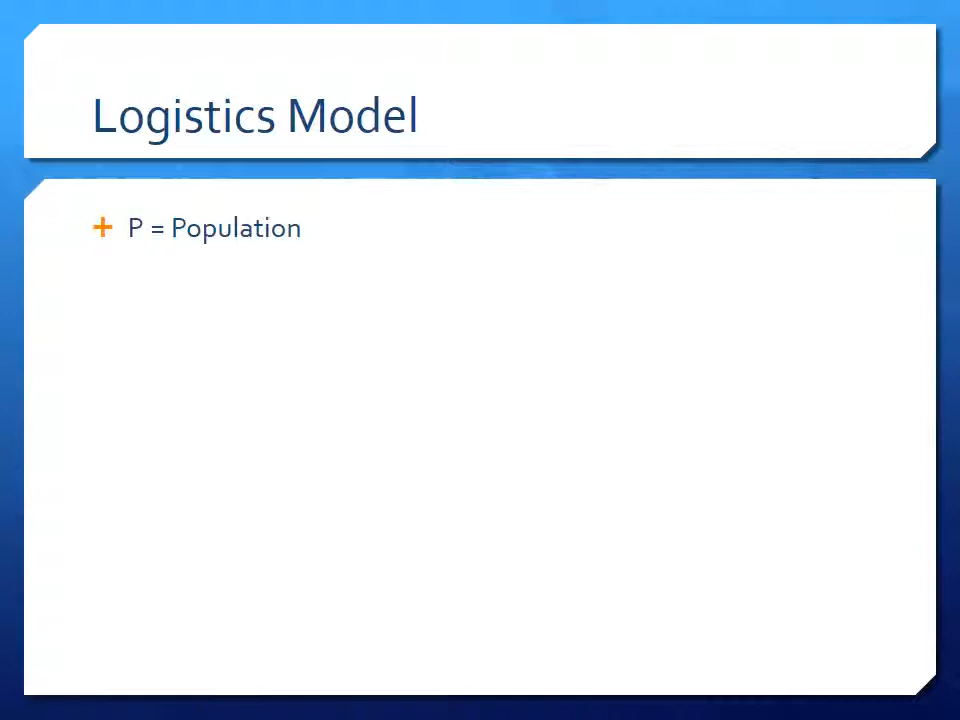 Logistics Model
+ P = Population